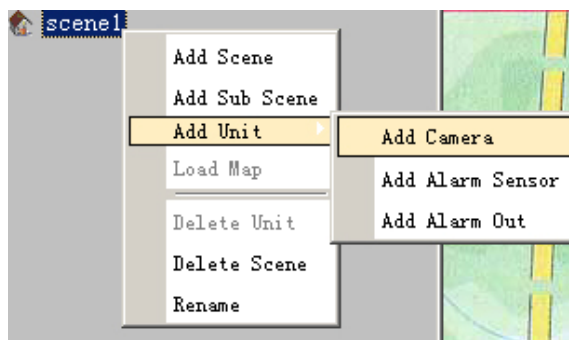 scene1
Add Scene
Add Sub Scene
Add Unit
Load Map
Delete Unit
Delete Scene
Rename
Add Camera
Add Alarm Sensor
Add Alarm Out